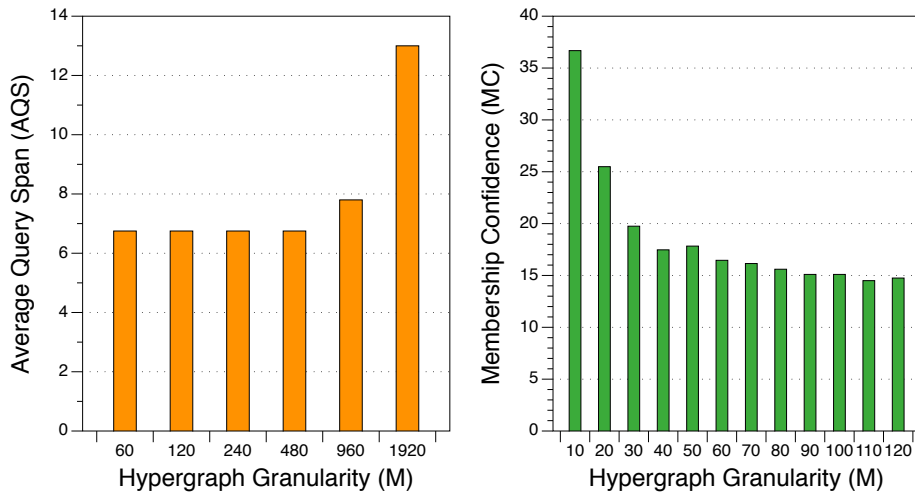 14
12
10
8
6
4
2
0
Average Query Span (AQS)
60 120 240 480 960 1920
Hypergraph Granularity (M)
40
35
30
25
20
15
10
5
0
Membership Confidence (MC)
10 20 30 40 50 60 70 80 90 100 110 120
Hypergraph Granularity (M)